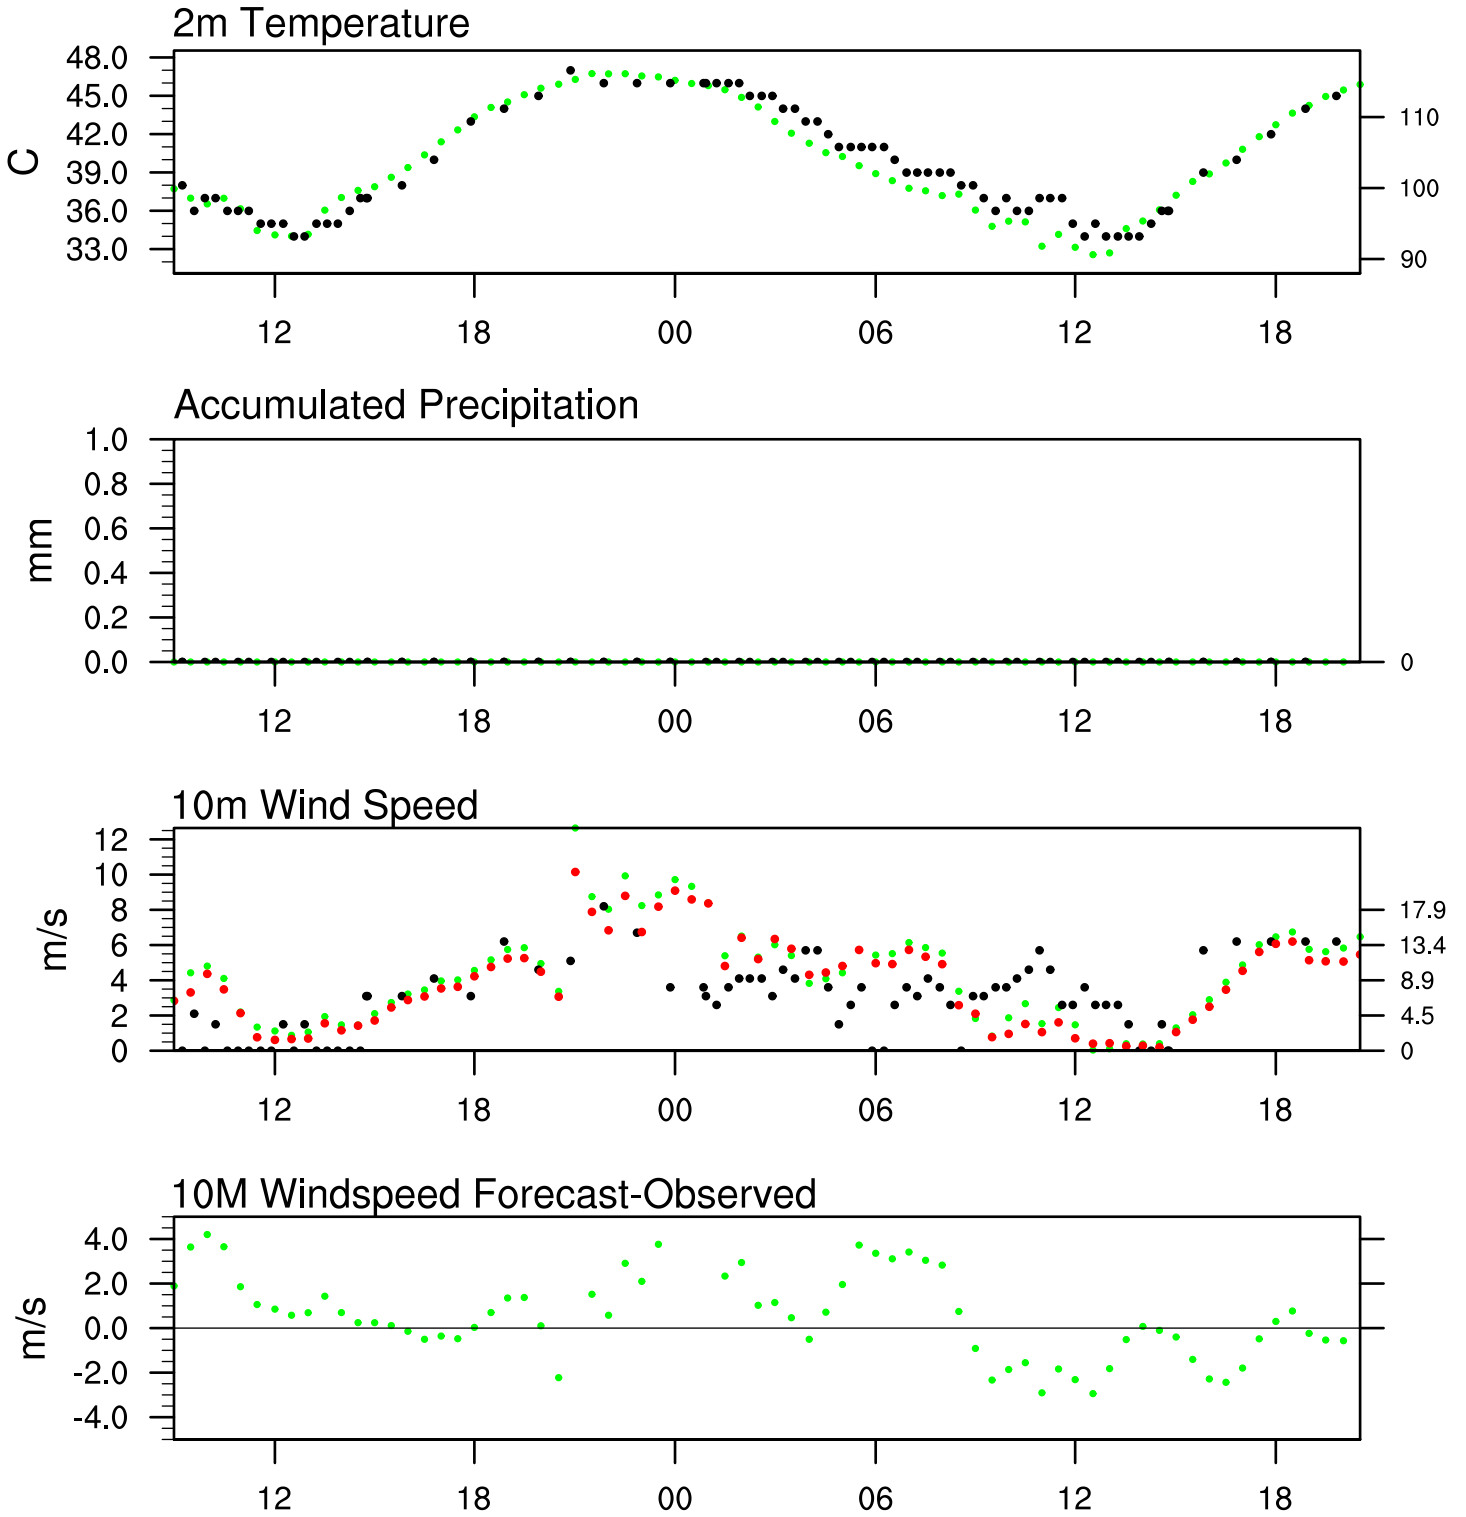 2m Temperature
48.0
45.0
42.0
39.0
36.0
33.0
C
110
100
90
12 18 00 06 12 18
Accumulated Precipitation
1.0
0.8
0.6
0.4
0.2
0.0
mm
0
12 18 00 06 12 18
10m Wind Speed
12
10
8
6
4
2
0
m/s
17.9
13.4
8.9
4.5
0
12 18 00 06 12 18
10M Windspeed Forecast-Observed
4.0
2.0
0.0
-2.0
-4.0
m/s
12 18 00 06 12 18